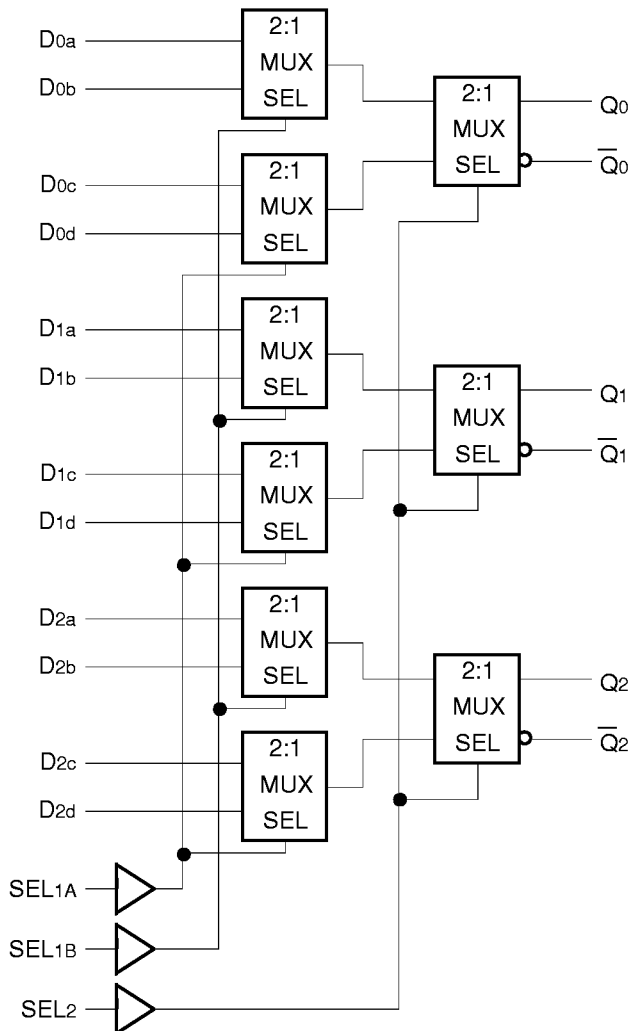 2:1
D0a
MUX
D0b
SEL
2:1
Q0
MUX
SEL
Q̅0
2:1
D0c
MUX
D0d
SEL
2:1
D1a
MUX
D1b
SEL
2:1
Q1
MUX
SEL
Q̅1
2:1
D1c
MUX
D1d
SEL
2:1
D2a
MUX
D2b
SEL
2:1
Q2
MUX
SEL
Q̅2
2:1
D2c
MUX
D2d
SEL
SEL1A
SEL1B
SEL2